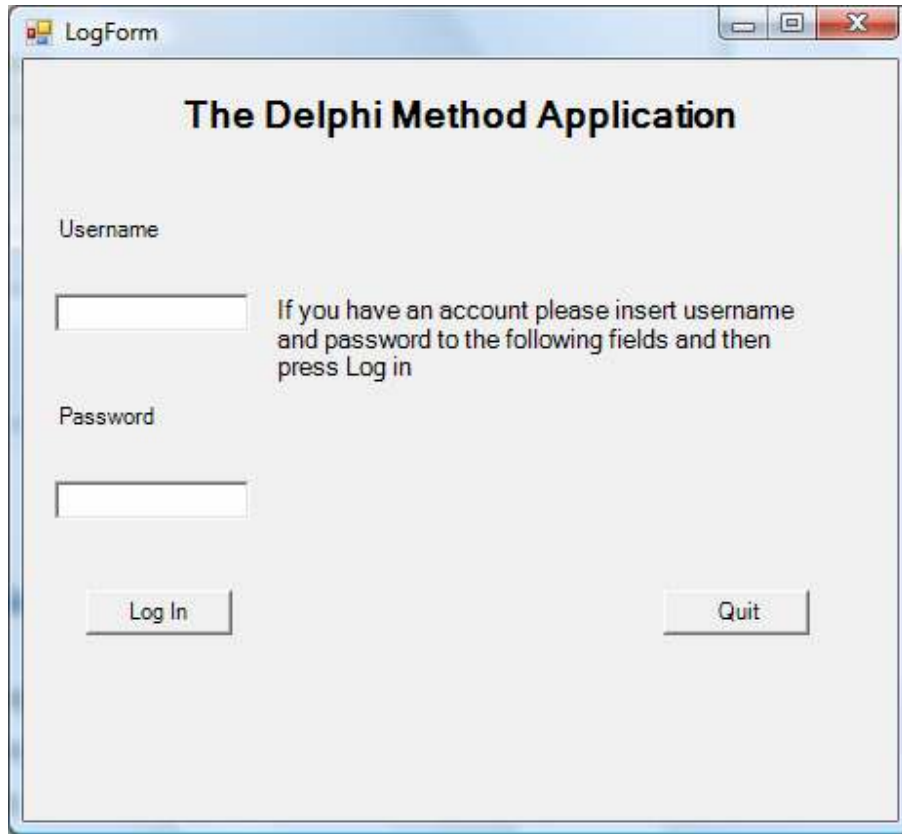 LogForm
The Delphi Method Application
Username
If you have an account please insert username
and password to the following fields and then
press Log in
Password
Log In
Quit